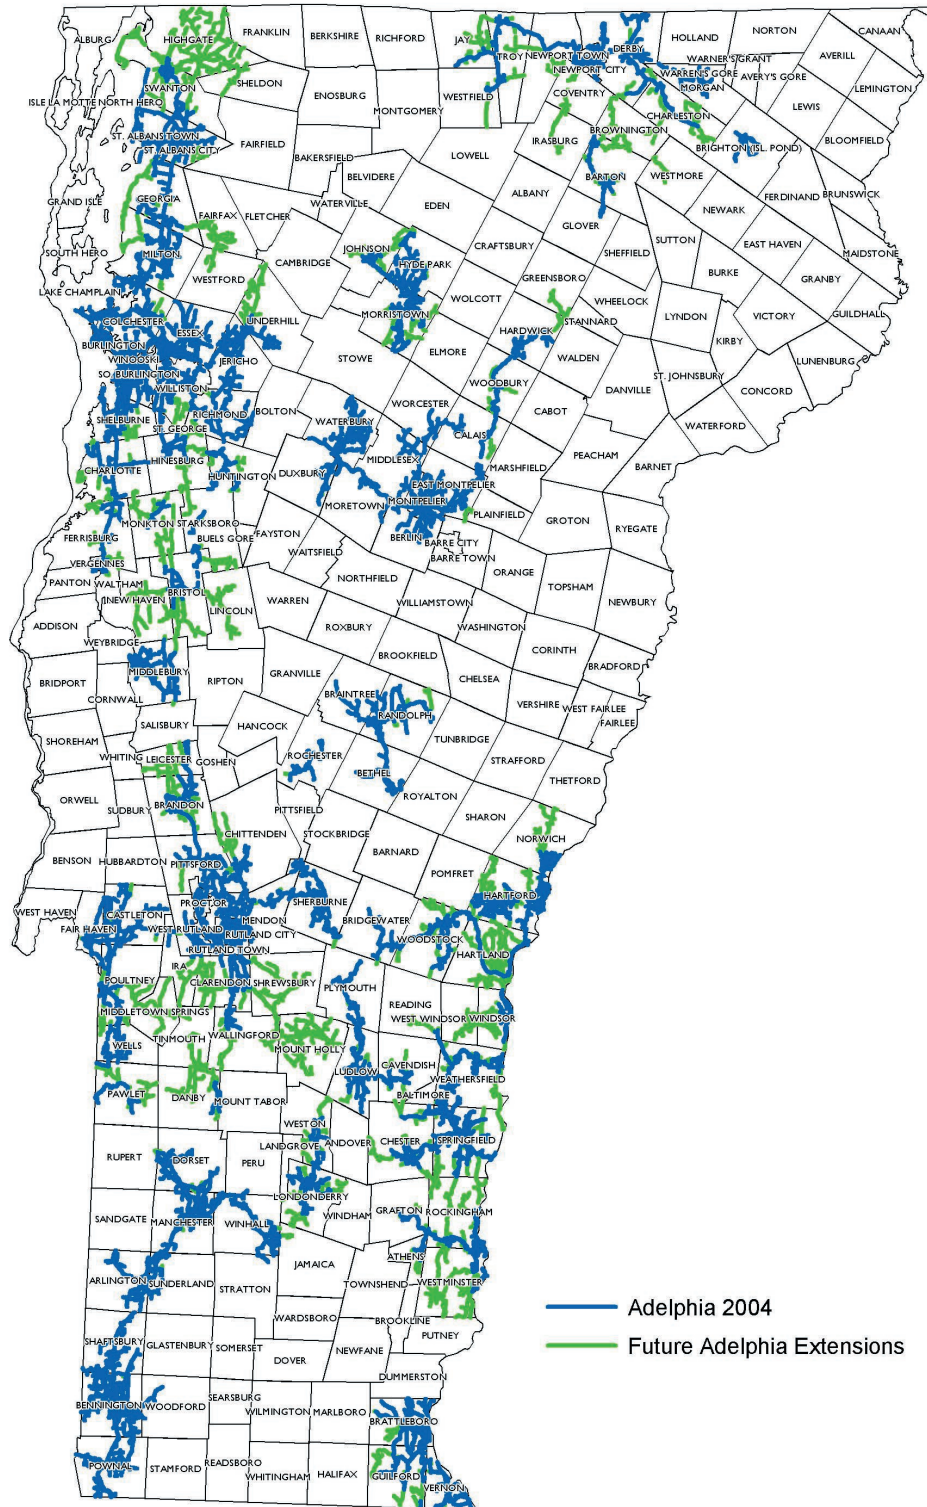 ALBURG
HIGHGATE
FRANKLIN
BERKSHIRE
RICHFORD
JAY
TROY
NEWPORT TOWN
NEWPORT CITY
DERBY
HOLLAND
NORTON
CANAAN
AVERILL
WARNER'S GRANT
WARREN'S GORE
AVERY'S GORE
MORGAN
LEMINGTON
LEWIS
SWANTON
SHELDON
ISLE LA MOTTE
NORTH HERO
ENOSBURG
MONTGOMERY
WESTFIELD
COVENTRY
CHARLESTON
BROWNINGTON
IRASBURG
BRIGHTON (ISL. POND)
BLOOMFIELD
ST. ALBANS TOWN
ST. ALBANS CITY
FAIRFIELD
BAKERSFIELD
LOWELL
BELVIDERE
BARTON
WESTMORE
GRAND ISLE
GEORGIA
FAIRFAX
FLETCHER
WATERVILLE
EDEN
ALBANY
GLOVER
NEWARK
FERDINAND
BRUNSWICK
SOUTH HERO
MILTON
WESTFORD
CAMBRIDGE
JOHNSON
HYDE PARK
CRAFTSBURY
SHEFFIELD
SUTTON
EAST HAVEN
MAIDSTONE
LAKE CHAMPLAIN
GREENSBORO
BURKE
GRANBY
COLCHESTER
ESSEX
UNDERHILL
MORRISTOWN
WOLCOTT
WHEELOCK
LYNDON
VICTORY
GUILDHALL
BURLINGTON
WINOOSKI
JERICHO
STOWE
ELMORE
HARDWICK
STANNARD
WALDEN
KIRBY
LUNENBURG
SO. BURLINGTON
WILLISTON
RICHMOND
BOLTON
WORCESTER
WOODBURY
CABOT
DANVILLE
ST. JOHNSBURY
CONCORD
SHELBURNE
ST. GEORGE
WATERBURY
CALAIS
WATERFORD
CHARLOTTE
HINESBURG
HUNTINGTON
DUXBURY
MIDDLESEX
EAST MONTPELIER
MARSHFIELD
PEACHAM
BARNET
MONKTON
STARKSBORO
MORETOWN
MONTPELIER
PLAINFIELD
GROTON
RYEGATE
FERRISBURG
BUELS GORE
FAYSTON
BERLIN
BARRE CITY
BARRE TOWN
VERGENNES
WAITSFIELD
ORANGE
PANTON
WALTHAM
NEW HAVEN
BRISTOL
LINCOLN
WARREN
NORTHFIELD
WILLIAMSTOWN
TOPSHAM
NEWBURY
ADDISON
WEYBRIDGE
ROXBURY
WASHINGTON
CORINTH
BRIDPORT
MIDDLEBURY
RIPTON
GRANVILLE
BROOKFIELD
CHELSEA
BRADFORD
CORNWALL
BRAINTREE
RANDOLPH
VERSHIRE
WEST FAIRLEE
FAIRLEE
SHOREHAM
SALISBURY
HANCOCK
TUNBRIDGE
WHITING
LEICESTER
GOSHEN
ROCHESTER
BETHEL
STRAFFORD
THETFORD
ORWELL
SUDBURY
BRANDON
PITTSFIELD
ROYALTON
SHARON
CHITTENDEN
STOCKBRIDGE
BARNARD
NORWICH
BENSON
HUBBARDTON
PITTSFORD
POMFRET
HARTFORD
WEST HAVEN
FAIR HAVEN
CASTLETON
PROCTOR
WEST RUTLAND
MENDON
RUTLAND CITY
RUTLAND TOWN
SHERBURNE
BRIDGEWATER
WOODSTOCK
HARTLAND
POULTNEY
IRA
CLARENDON
SHREWSBURY
PLYMOUTH
READING
MIDDLETOWN SPRINGS
WEST WINDSOR
WINDSOR
WELLS
TINMOUTH
WALLINGFORD
MOUNT HOLLY
LUDLOW
CAVENDISH
WEATHERSFIELD
PAWLET
DANBY
MOUNT TABOR
BALTIMORE
WESTON
ANDOVER
CHESTER
SPRINGFIELD
RUPERT
DORSET
PERU
LANDGROVE
LONDONDERRY
WINDHAM
GRAFTON
ROCKINGHAM
SANDGATE
MANCHESTER
WINHALL
ATHENS
JAMAICA
TOWNSHEND
WESTMINSTER
ARLINGTON
SUNDERLAND
STRATTON
WARDSBORO
BROOKLINE
PUTNEY
Adelphia 2004
Future Adelphia Extensions
SHAFTSBURY
GLASTENBURY
SOMERSET
DOVER
NEWFANE
DUMMERSTON
BENNINGTON
WOODFORD
SEARSBURG
WILMINGTON
MARLBORO
BRATTLEBORO
POWNAL
STAMFORD
READSBORO
WHITINGHAM
HALIFAX
GUILFORD
VERNON